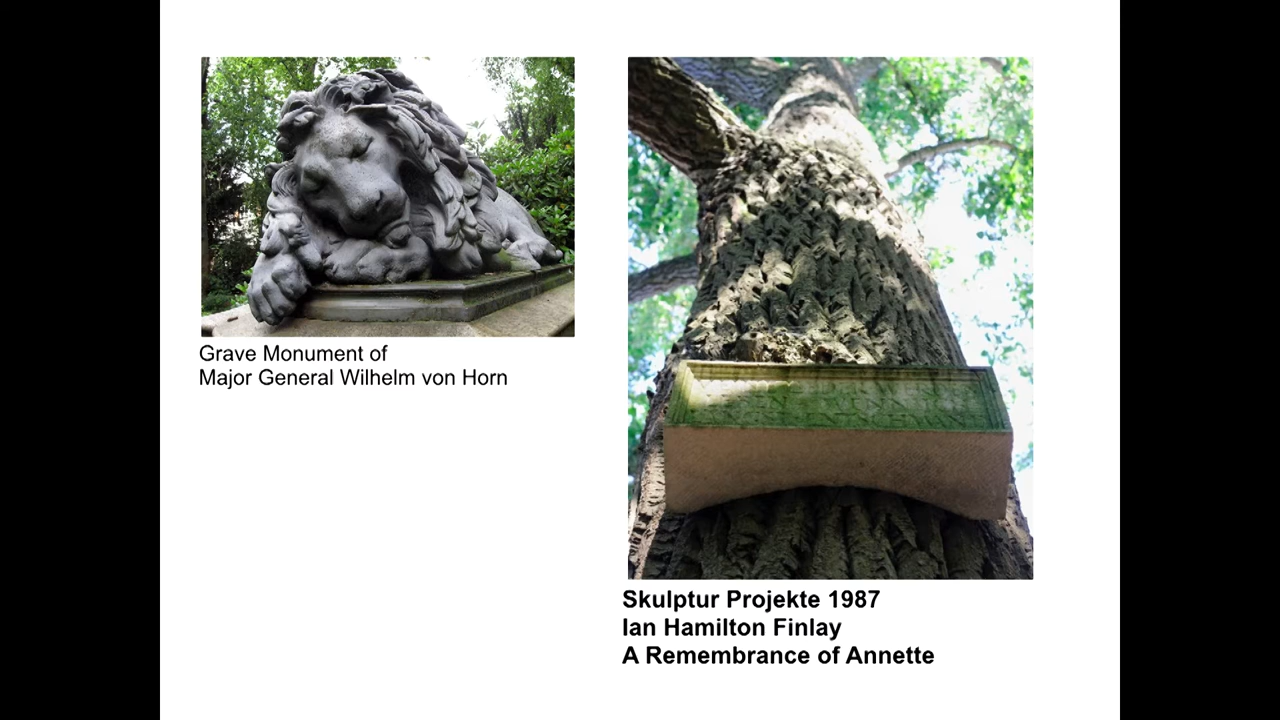 Grave Monument of
Major General Wilhelm von Horn
Skulptur Projekte 1987
Ian Hamilton Finlay
A Remembrance of Annette